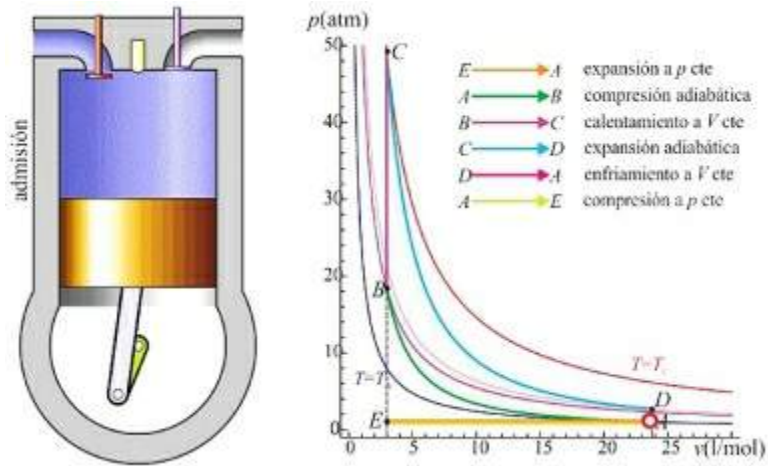 admisión
p(atm)
50
40
30
20
10
0
C
B
E
D
T=T
T=T
0
5
10
15
20
25
v(l/mol)
E A expansión a p cte
A B compresión adiabática
B C calentamiento a V cte
C D expansión adiabática
D A enfriamiento a V cte
A E compresión a p cte